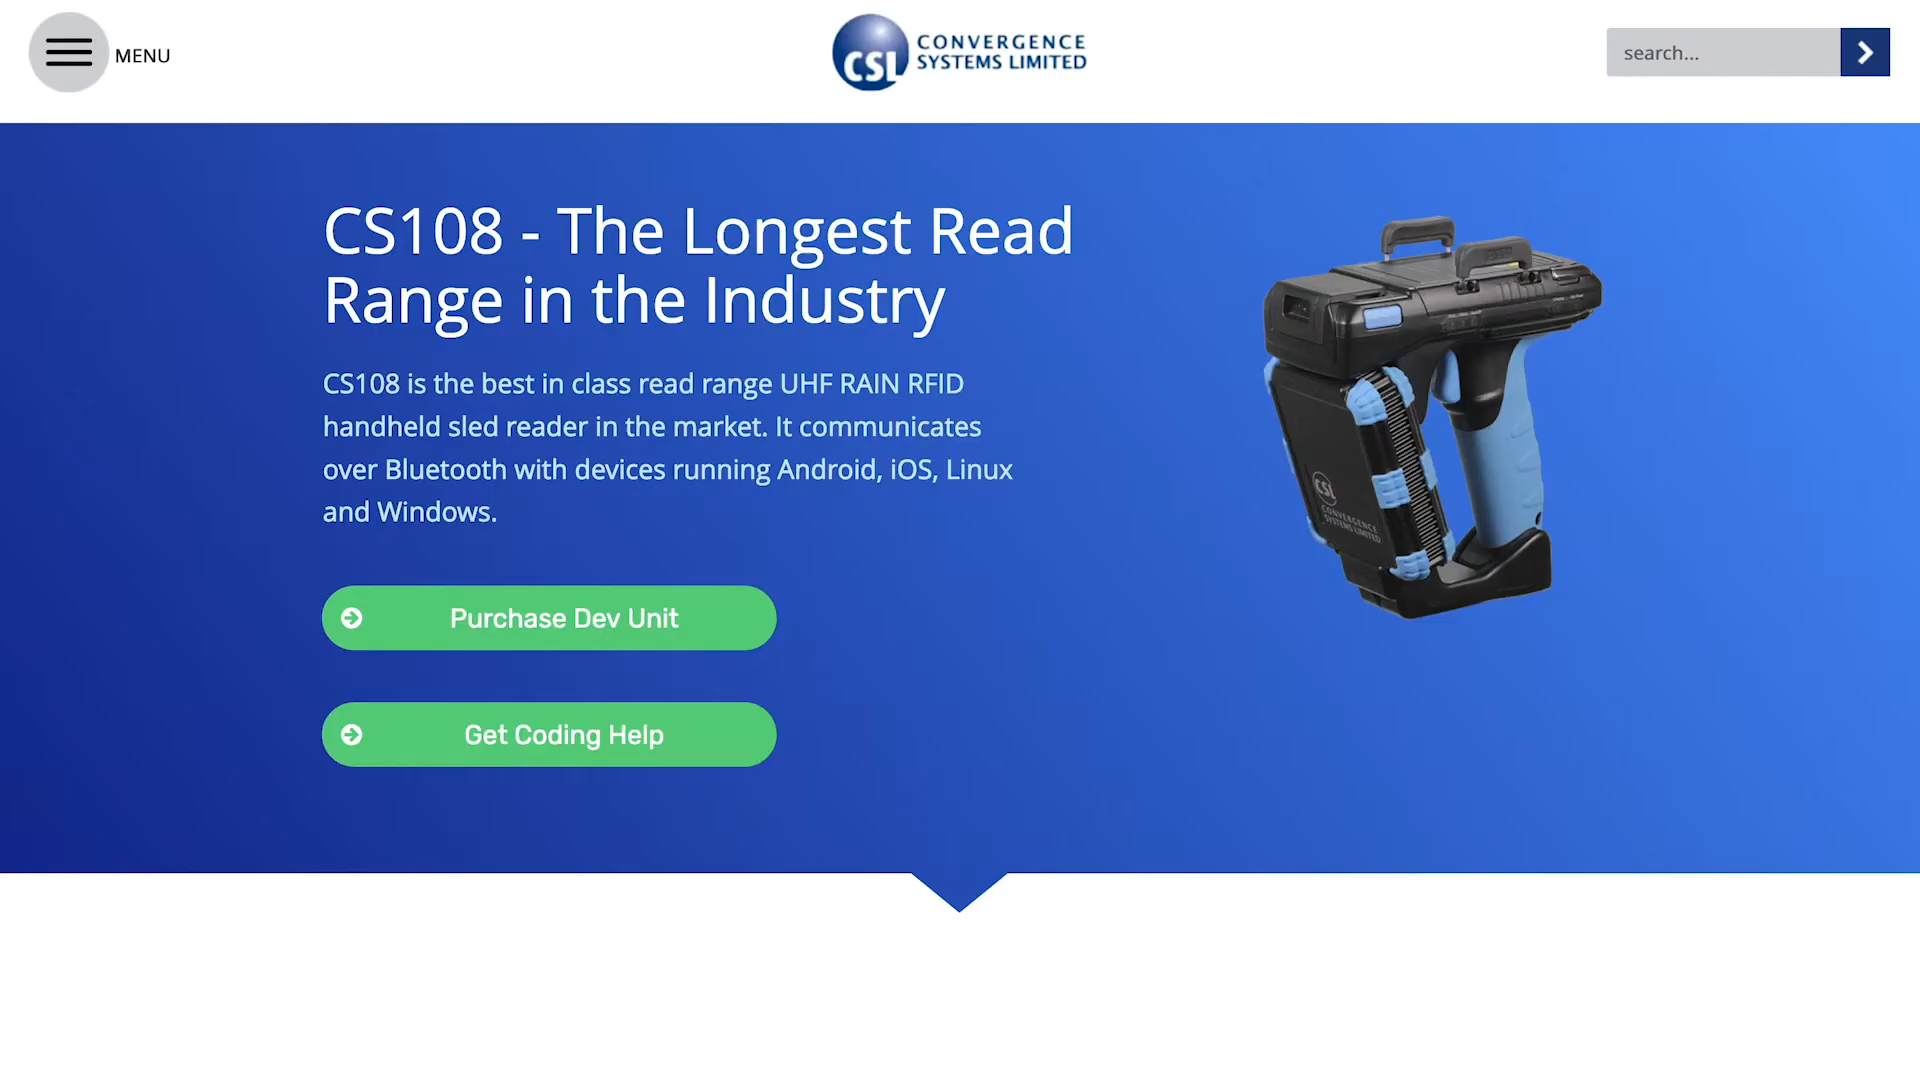 MENU
CSL
CONVERGENCE
SYSTEMS LIMITED
search...
CS108 - The Longest Read
Range in the Industry
CS108 is the best in class read range UHF RAIN RFID
handheld sled reader in the market. It communicates
over Bluetooth with devices running Android, iOS, Linux
and Windows.
Purchase Dev Unit
Get Coding Help
CSL
CONVERGENCE
SYSTEMS LIMITED